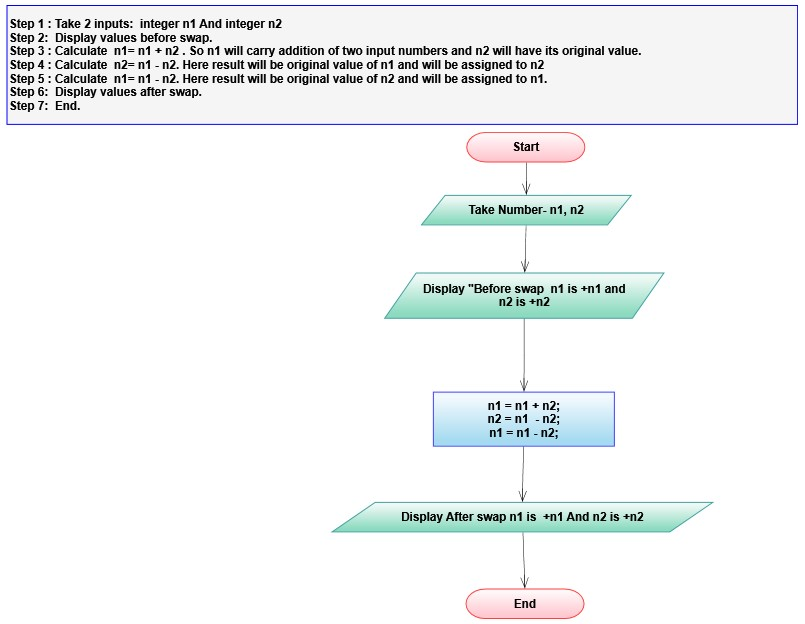 Step 1 : Take 2 inputs:  integer n1 And integer n2
Step 2:  Display values before swap.
Step 3 : Calculate  n1= n1 + n2 . So n1 will carry addition of two input numbers and n2 will have its original value.
Step 4 : Calculate  n2= n1 - n2. Here result will be original value of n1 and will be assigned to n2
Step 5 : Calculate  n1= n1 - n2. Here result will be original value of n2 and will be assigned to n1.
Step 6:  Display values after swap.
Step 7:  End.
Start
Take Number- n1, n2
Display "Before swap  n1 is +n1 and
n2 is +n2
n1 = n1 + n2;
n2 = n1  - n2;
n1 = n1 - n2;
Display After swap n1 is  +n1 And n2 is +n2
End